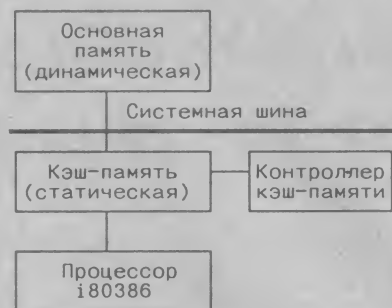 Основная
память
(динамическая)
Системная шина
Кэш-память
(статическая)
Контроллер
кэш-памяти
Процессор
i80386